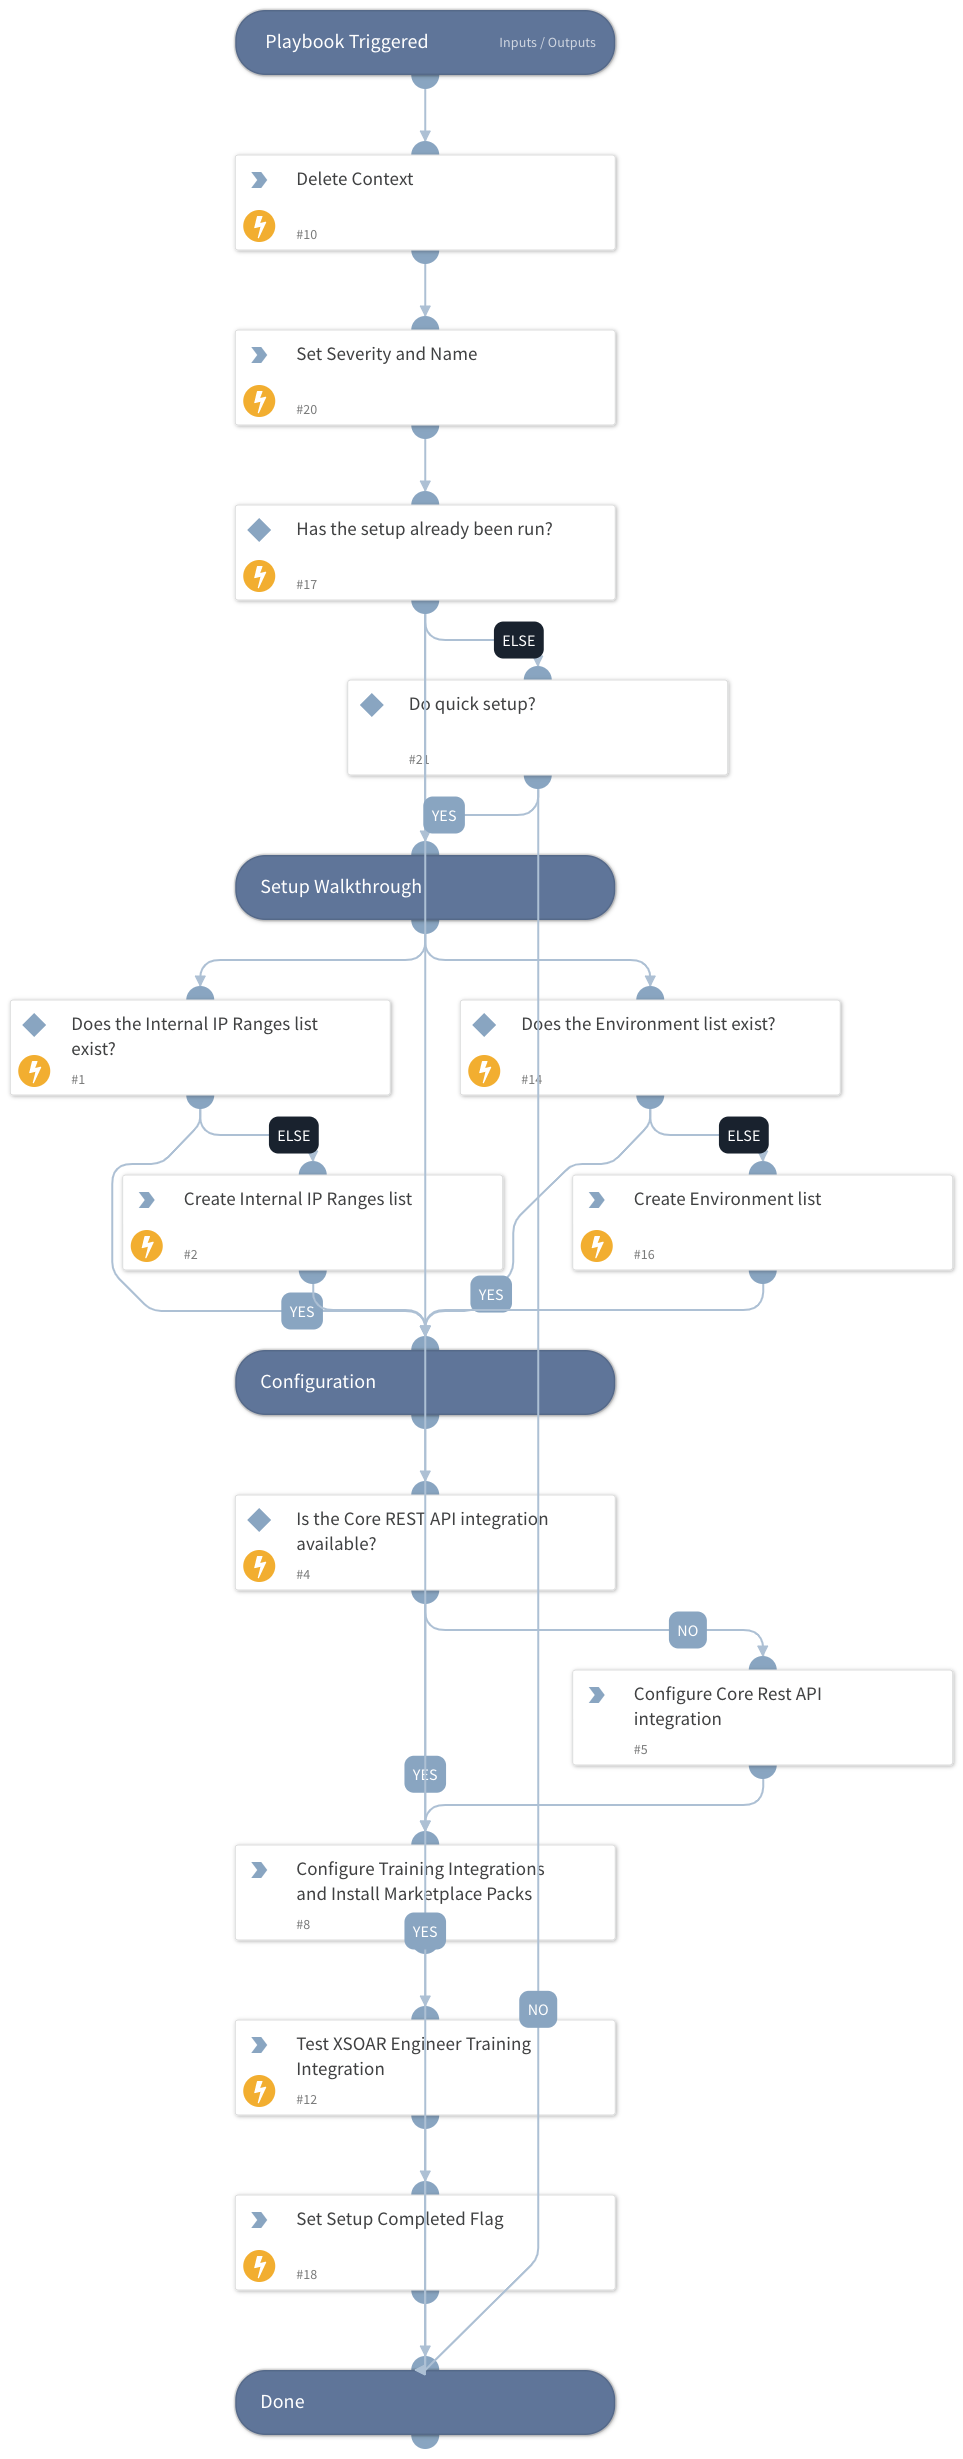 Playbook Triggered
Inputs / Outputs
Delete Context
#10
Set Severity and Name
#20
Has the setup already been run?
#17
ELSE
Do quick setup?
#21
YES
Setup Walkthrough
Does the Internal IP Ranges list
exist?
#1
Does the Environment list exist?
#14
ELSE
ELSE
Create Internal IP Ranges list
#2
Create Environment list
#16
YES
YES
Configuration
Is the Core REST API integration
available?
#4
NO
Configure Core Rest API
integration
#5
YES
Configure Training Integrations
and Install Marketplace Packs
#8
YES
NO
Test XSOAR Engineer Training
Integration
#12
Set Setup Completed Flag
#18
Done